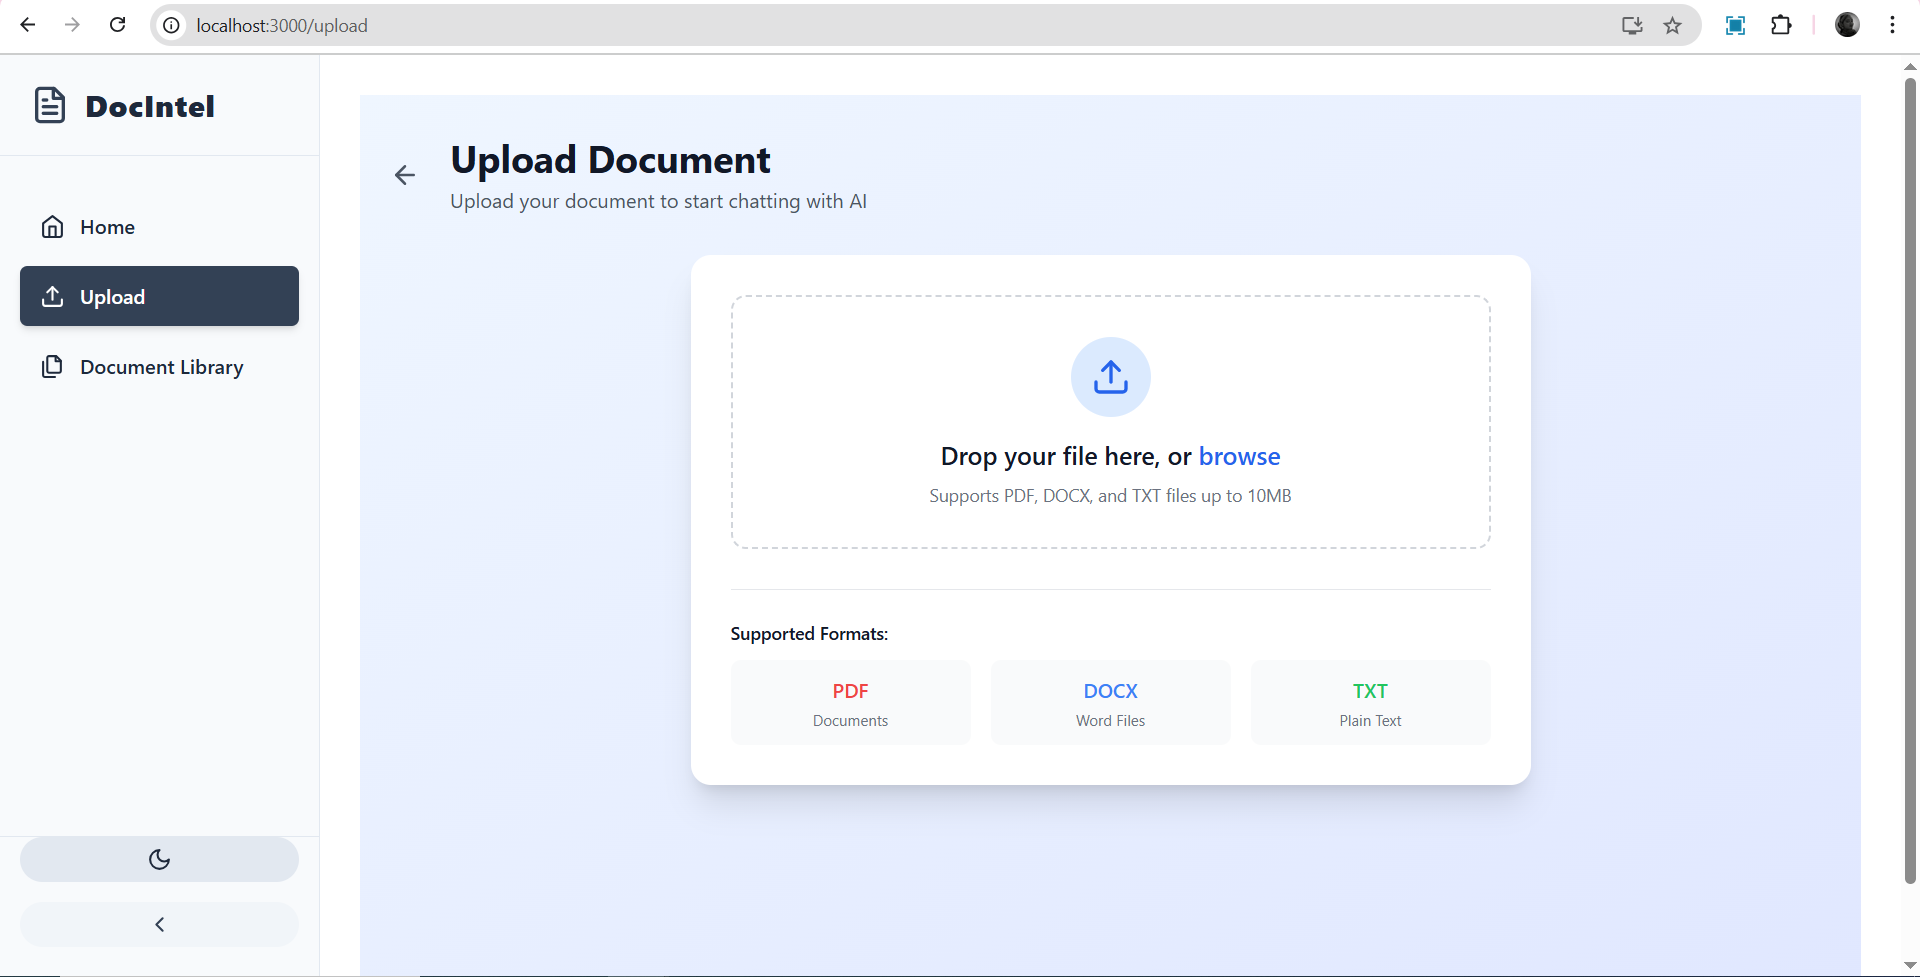 localhost:3000/upload
DocIntel
Home
Upload
Document Library
Upload Document
Upload your document to start chatting with AI
Drop your file here, or browse
Supports PDF, DOCX, and TXT files up to 10MB
Supported Formats:
PDF
Documents
DOCX
Word Files
TXT
Plain Text